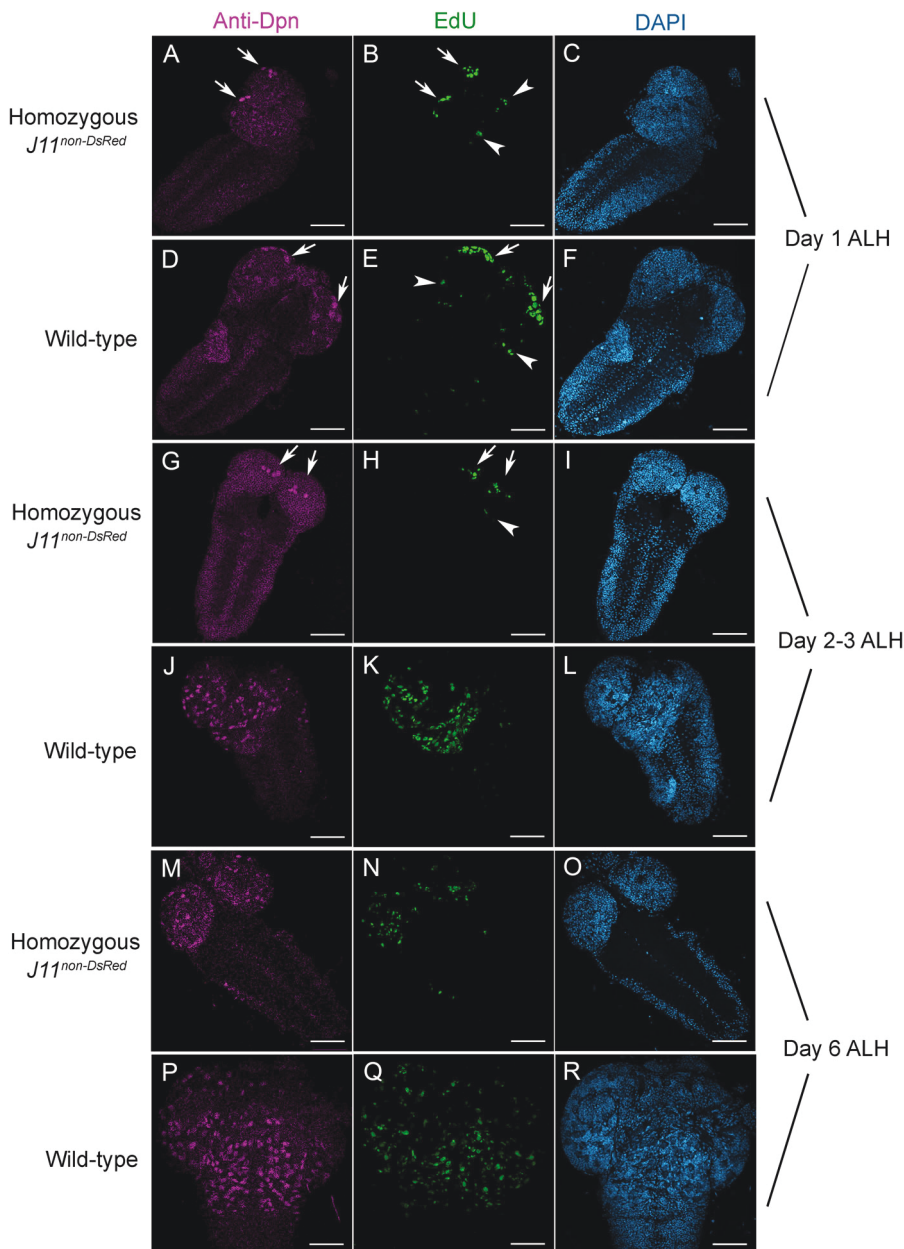 Anti-Dpn EdU DAPI
A B C
Homozygous
J11non-DsRed
Day 1 ALH
D E F
Wild-type
G H I
Homozygous
J11non-DsRed
Day 2-3 ALH
J K L
Wild-type
M N O
Homozygous
J11non-DsRed
Day 6 ALH
P Q R
Wild-type